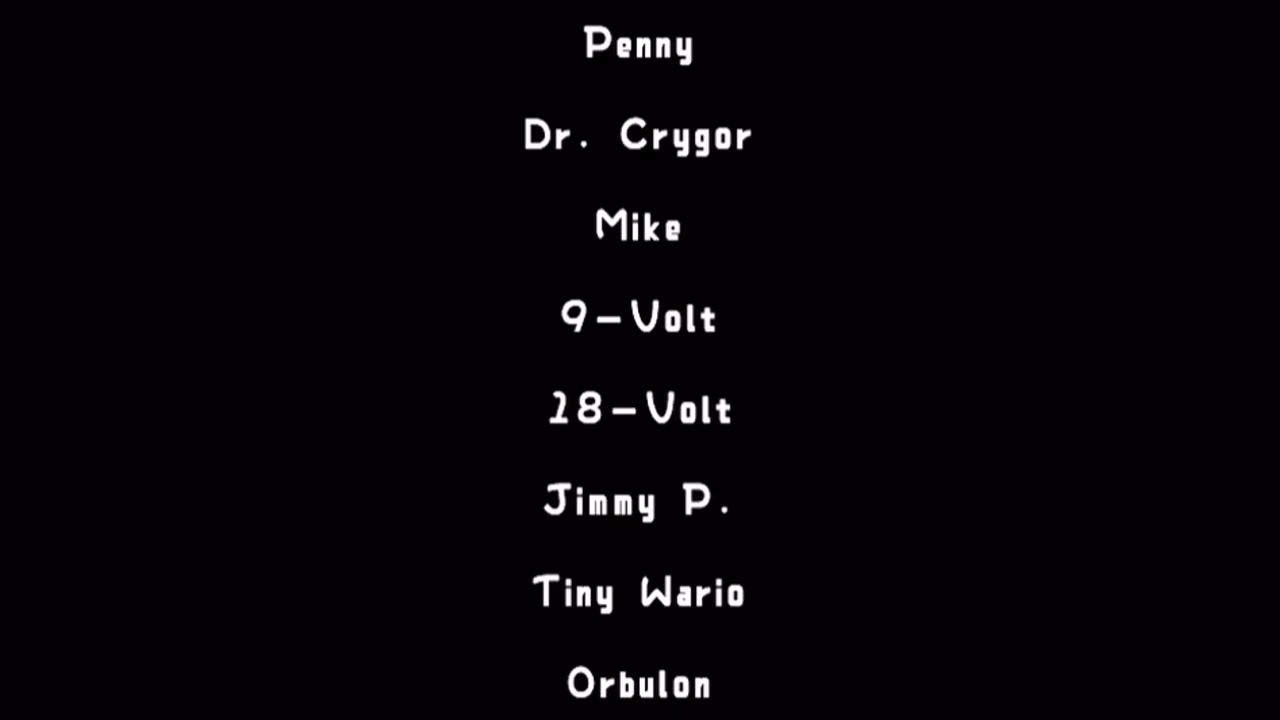 Penny
Dr. Crygor
Mike
9-Volt
18-Volt
Jimmy P.
Tiny Wario
Orbulon